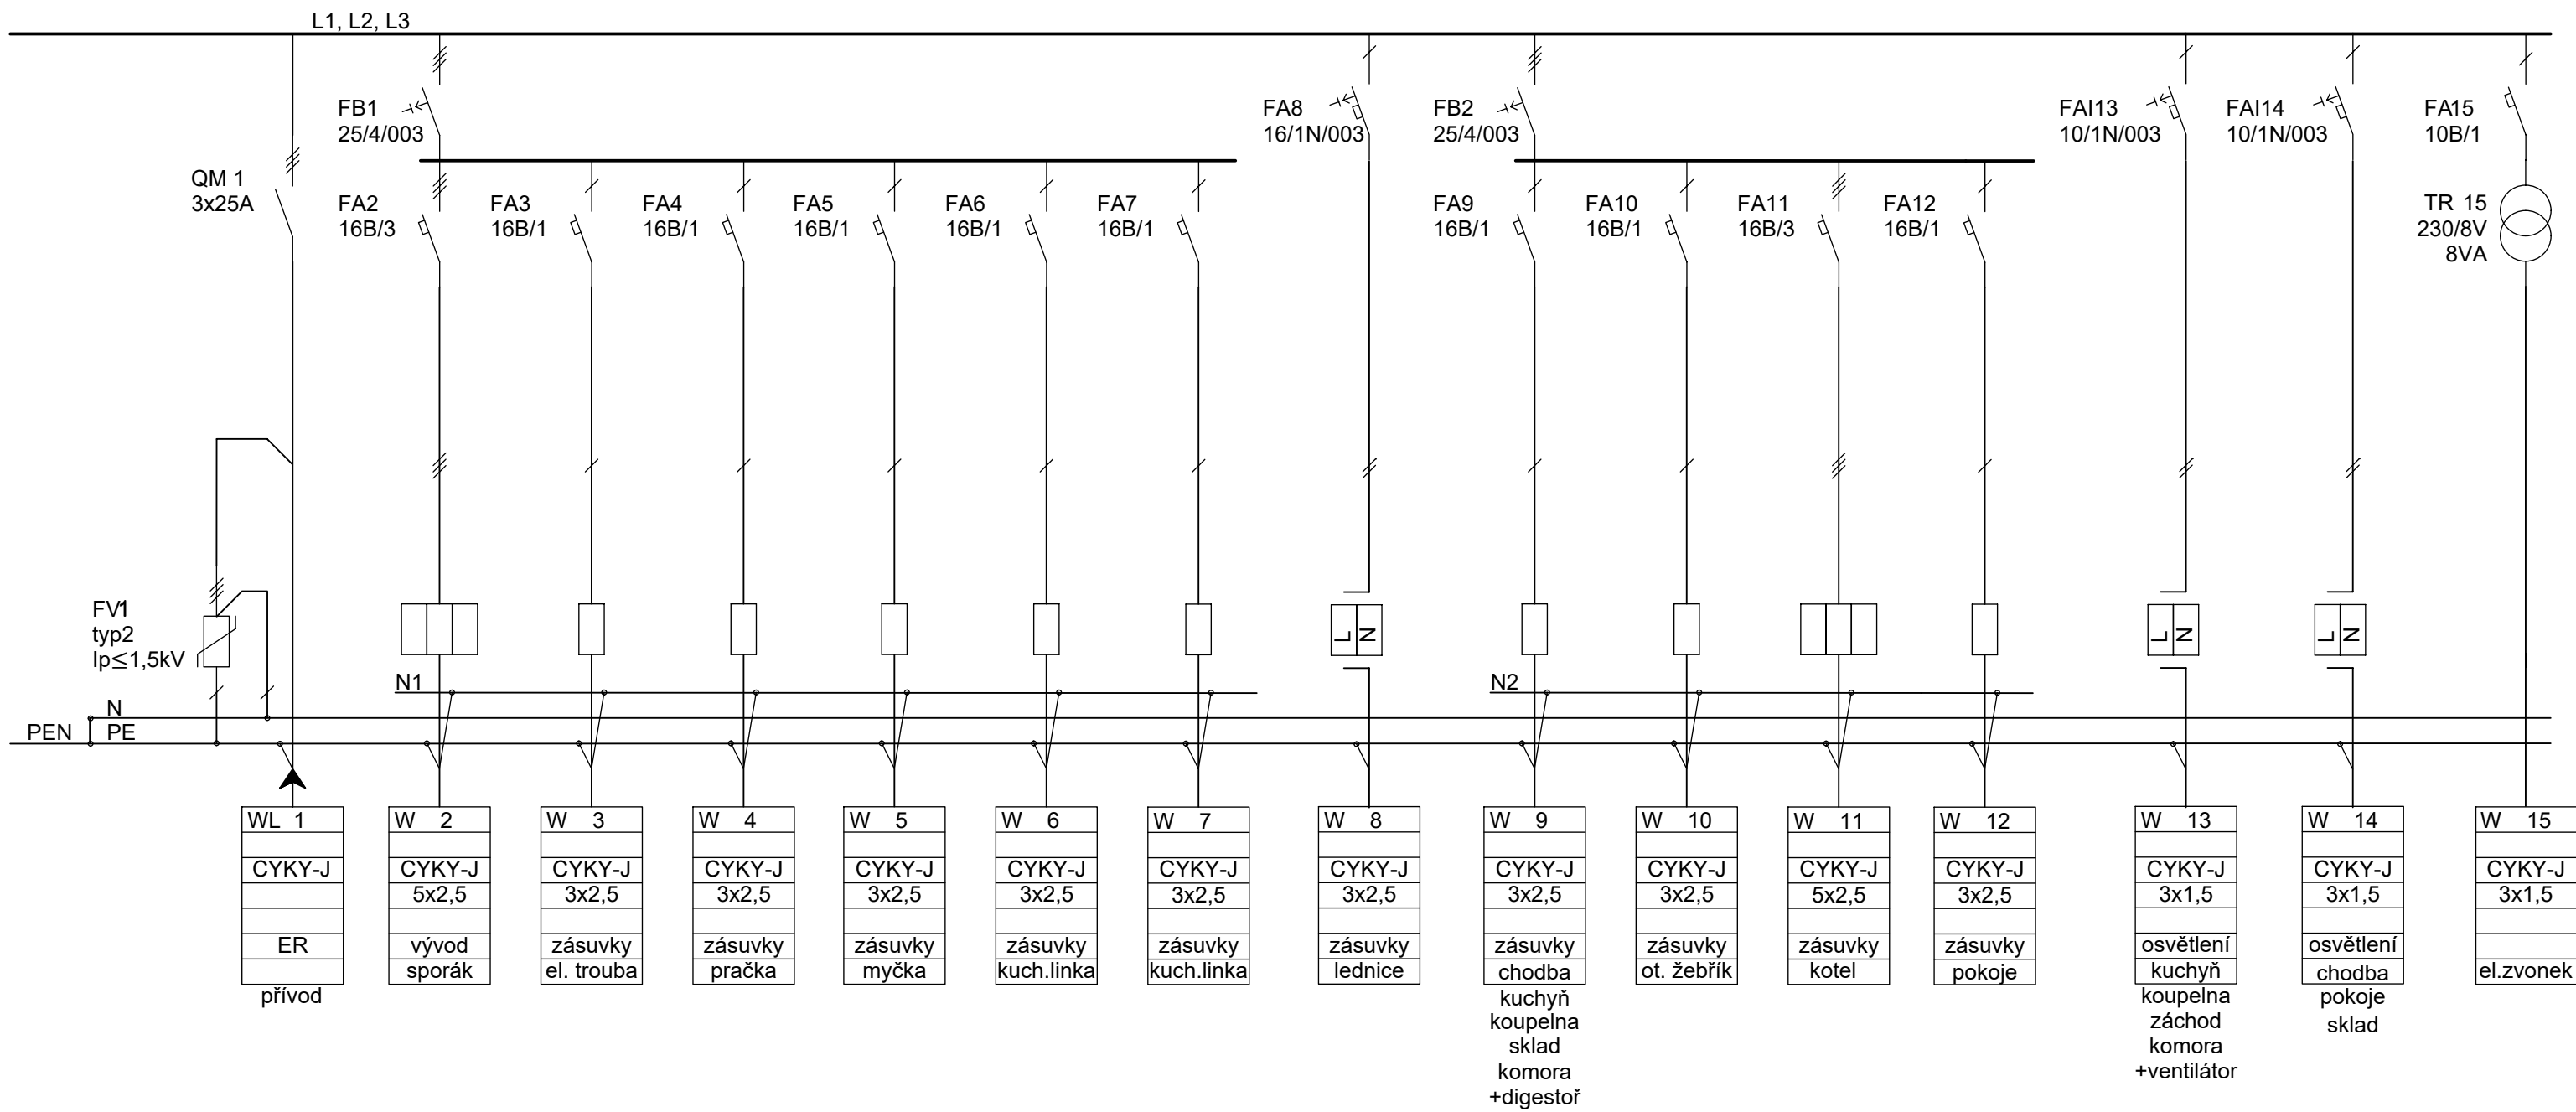 L1, L2, L3
QM 1
3x25A
FB1
25/4/003
FA2
16B/3
FA3
16B/1
FA4
16B/1
FA5
16B/1
FA6
16B/1
FA7
16B/1
FA8
16/1N/003
FB2
25/4/003
FA9
16B/1
FA10
16B/1
FA11
16B/3
FA12
16B/1
FAI13
10/1N/003
FAI14
10/1N/003
FA15
10B/1
TR 15
230/8V
8VA
FV1
typ2
Ip≤1,5kV
L N
L N
L N
N1
N2
N
PEN
PE
WL 1
CYKY-J
ER
přívod
W 2
CYKY-J
5x2,5
vývod
sporák
W 3
CYKY-J
3x2,5
zásuvky
el. trouba
W 4
CYKY-J
3x2,5
zásuvky
pračka
W 5
CYKY-J
3x2,5
zásuvky
myčka
W 6
CYKY-J
3x2,5
zásuvky
kuch.linka
W 7
CYKY-J
3x2,5
zásuvky
kuch.linka
W 8
CYKY-J
3x2,5
zásuvky
lednice
W 9
CYKY-J
3x2,5
zásuvky
chodba
kuchyň
koupelna
sklad
komora
+digestoř
W 10
CYKY-J
3x2,5
zásuvky
ot. žebřík
W 11
CYKY-J
5x2,5
zásuvky
kotel
W 12
CYKY-J
3x2,5
zásuvky
pokoje
W 13
CYKY-J
3x1,5
osvětlení
kuchyň
koupelna
záchod
komora
+ventilátor
W 14
CYKY-J
3x1,5
osvětlení
chodba
pokoje
sklad
W 15
CYKY-J
3x1,5
el.zvonek